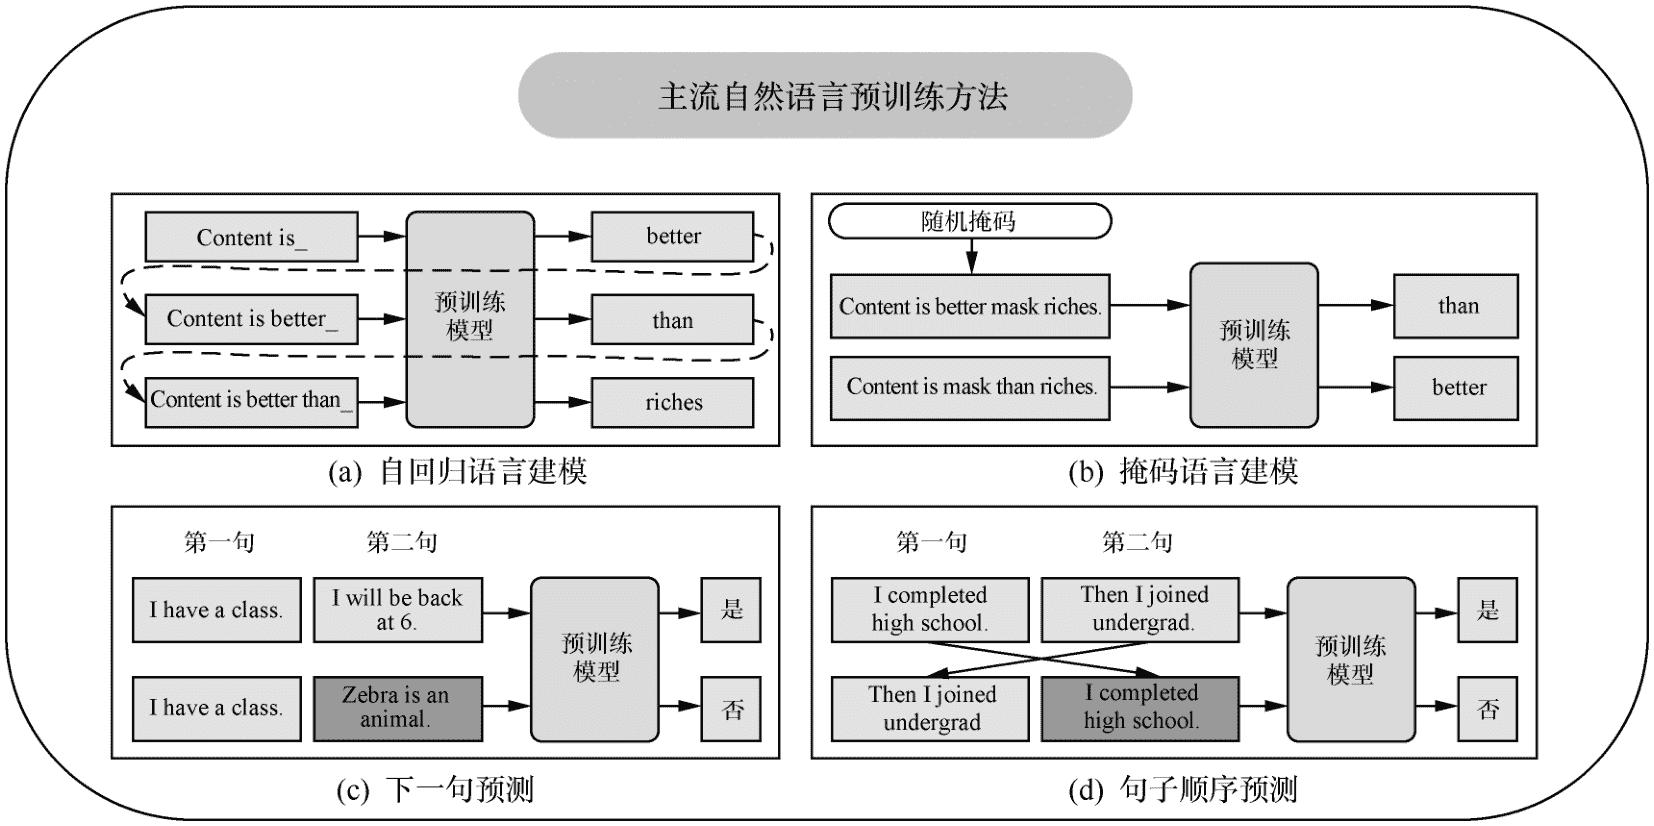 主流自然语言预训练方法
Content is_
better
Content is better_
预训练
模型
than
Content is better than_
riches
(a) 自回归语言建模
随机掩码
Content is better mask riches.
预训练
模型
than
Content is mask than riches.
better
(b) 掩码语言建模
第一句
第二句
I have a class.
I will be back
at 6.
预训练
模型
是
I have a class.
Zebra is an
animal.
否
(c) 下一句预测
第一句
第二句
I completed
high school.
Then I joined
undergrad.
预训练
模型
是
Then I joined
undergrad
I completed
high school.
否
(d) 句子顺序预测